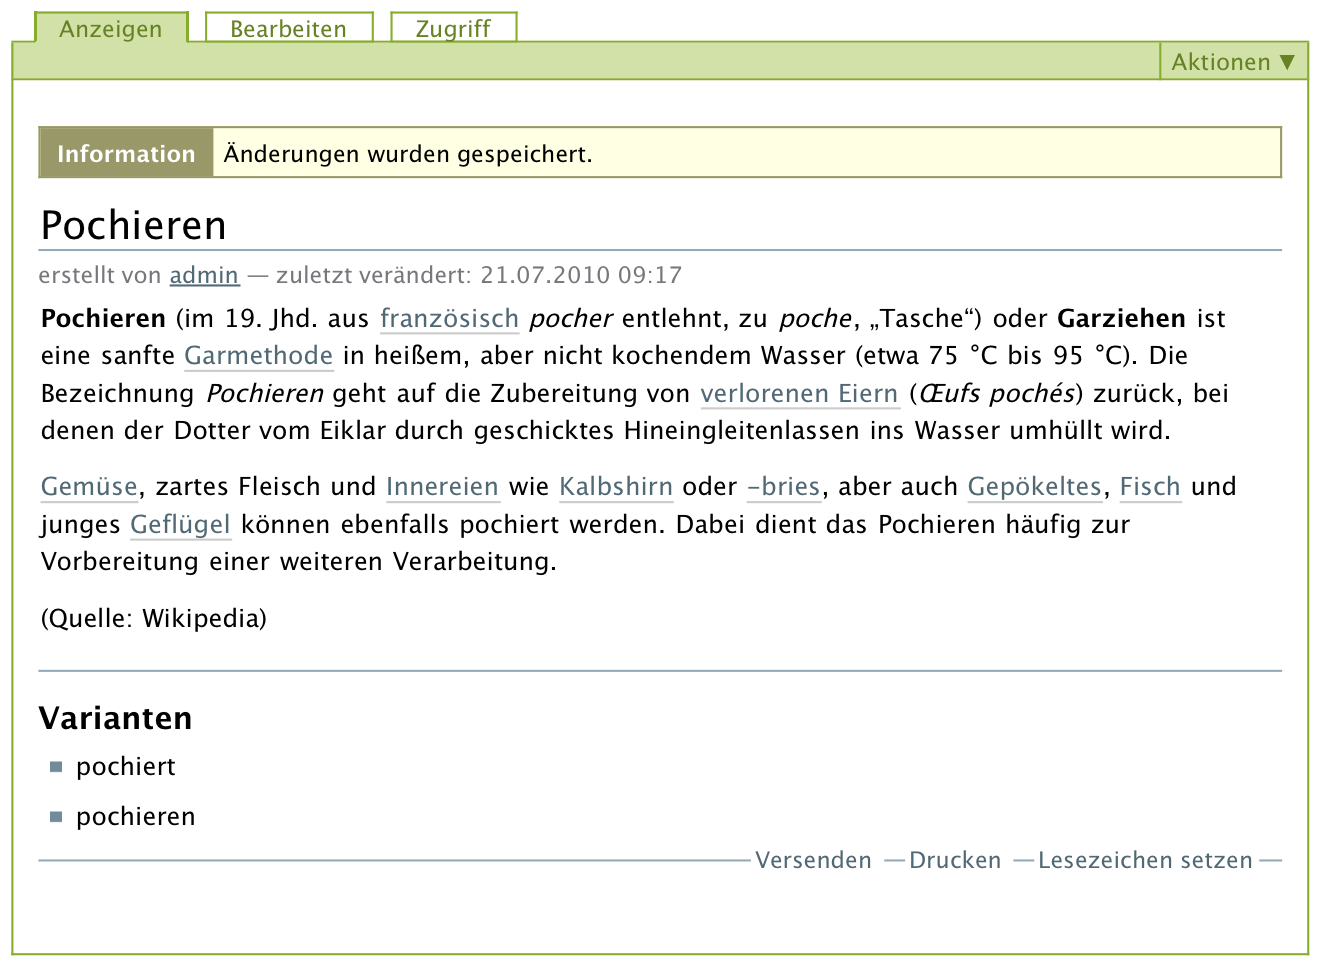 Anzeigen Bearbeiten Zugriff
Aktionen ▼
Information Änderungen wurden gespeichert.
Pochieren
erstellt von admin — zuletzt verändert: 21.07.2010 09:17
Pochieren (im 19. Jhd. aus französisch pocher entlehnt, zu poche, „Tasche“) oder Garziehen ist
eine sanfte Garmethode in heißem, aber nicht kochendem Wasser (etwa 75 °C bis 95 °C). Die
Bezeichnung Pochieren geht auf die Zubereitung von verlorenen Eiern (Œufs pochés) zurück, bei
denen der Dotter vom Eiklar durch geschicktes Hineingleitenlassen ins Wasser umhüllt wird.
Gemüse, zartes Fleisch und Innereien wie Kalbshirn oder -bries, aber auch Gepökeltes, Fisch und
junges Geflügel können ebenfalls pochiert werden. Dabei dient das Pochieren häufig zur
Vorbereitung einer weiteren Verarbeitung.
(Quelle: Wikipedia)
Varianten
pochiert
pochieren
Versenden — Drucken — Lesezeichen setzen —